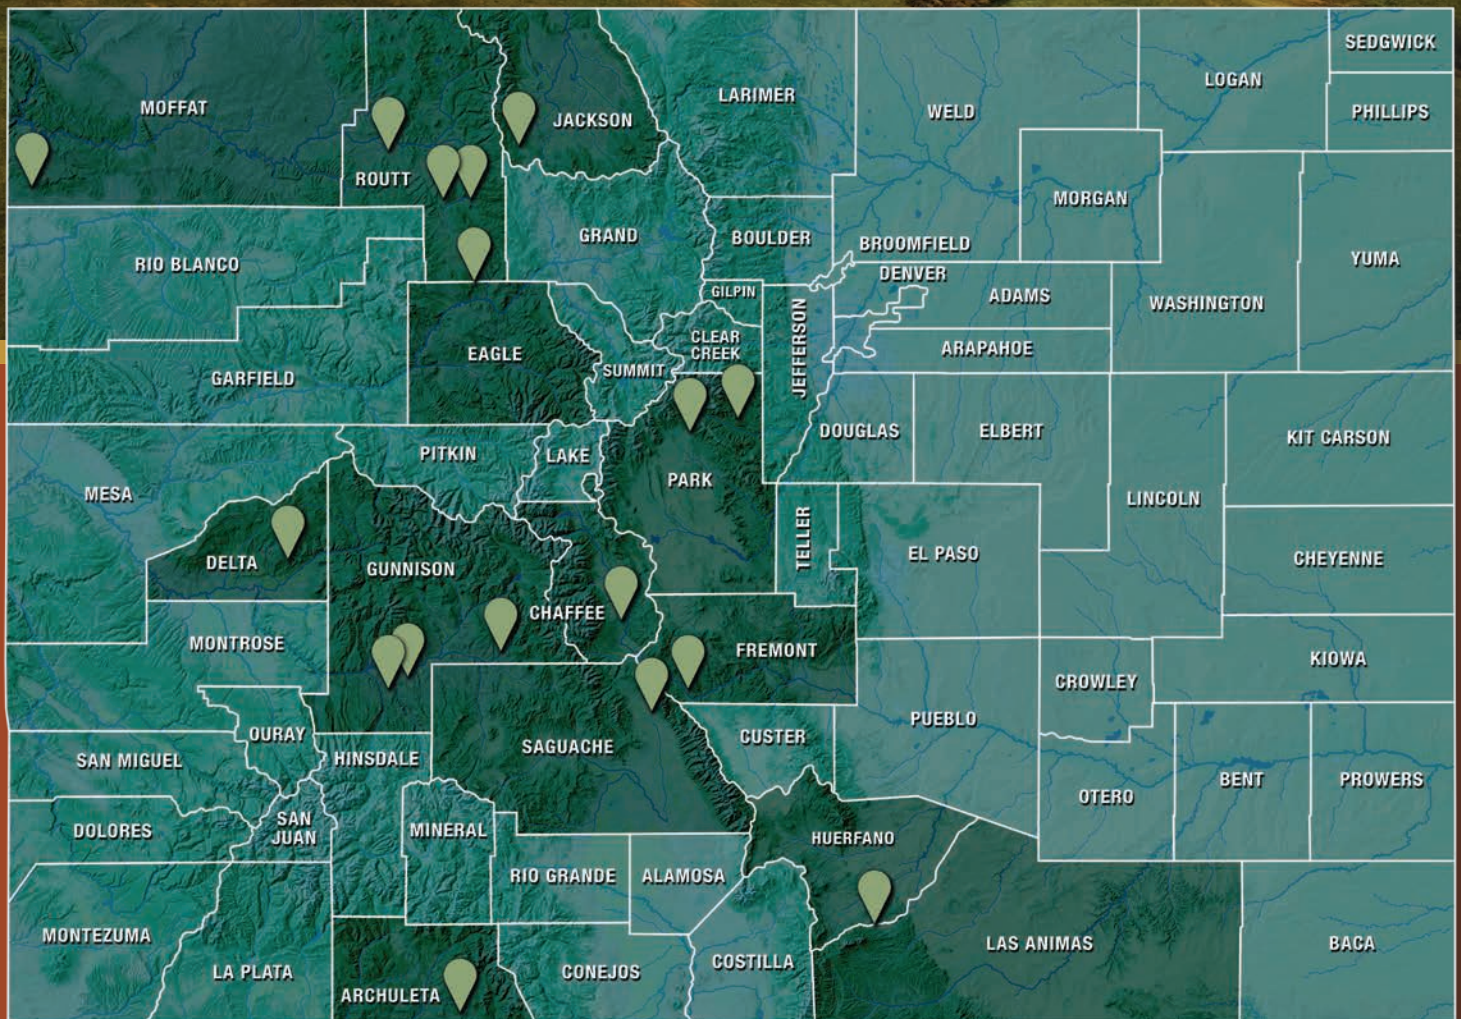 SEDGWICK
LOGAN
MOFFAT
LARIMER
WELD
PHILLIPS
JACKSON
ROUTT
MORGAN
GRAND
BOULDER
BROOMFIELD
YUMA
RIO BLANCO
DENVER
GILPIN
ADAMS
WASHINGTON
JEFFERSON
CLEAR
CREEK
EAGLE
ARAPAHOE
GARFIELD
SUMMIT
DOUGLAS
ELBERT
KIT CARSON
PITKIN
LAKE
PARK
MESA
LINCOLN
TELLER
EL PASO
CHEYENNE
DELTA
GUNNISON
CHAFFEE
MONTROSE
FREMONT
KIOWA
CROWLEY
PUEBLO
OURAY
CUSTER
SAGUACHE
SAN MIGUEL
HINSDALE
BENT
PROWERS
OTERO
SAN
JUAN
DOLORES
MINERAL
HUERFANO
RIO GRANDE
ALAMOSA
MONTEZUMA
LAS ANIMAS
BACA
LA PLATA
CONEJOS
COSTILLA
ARCHULETA